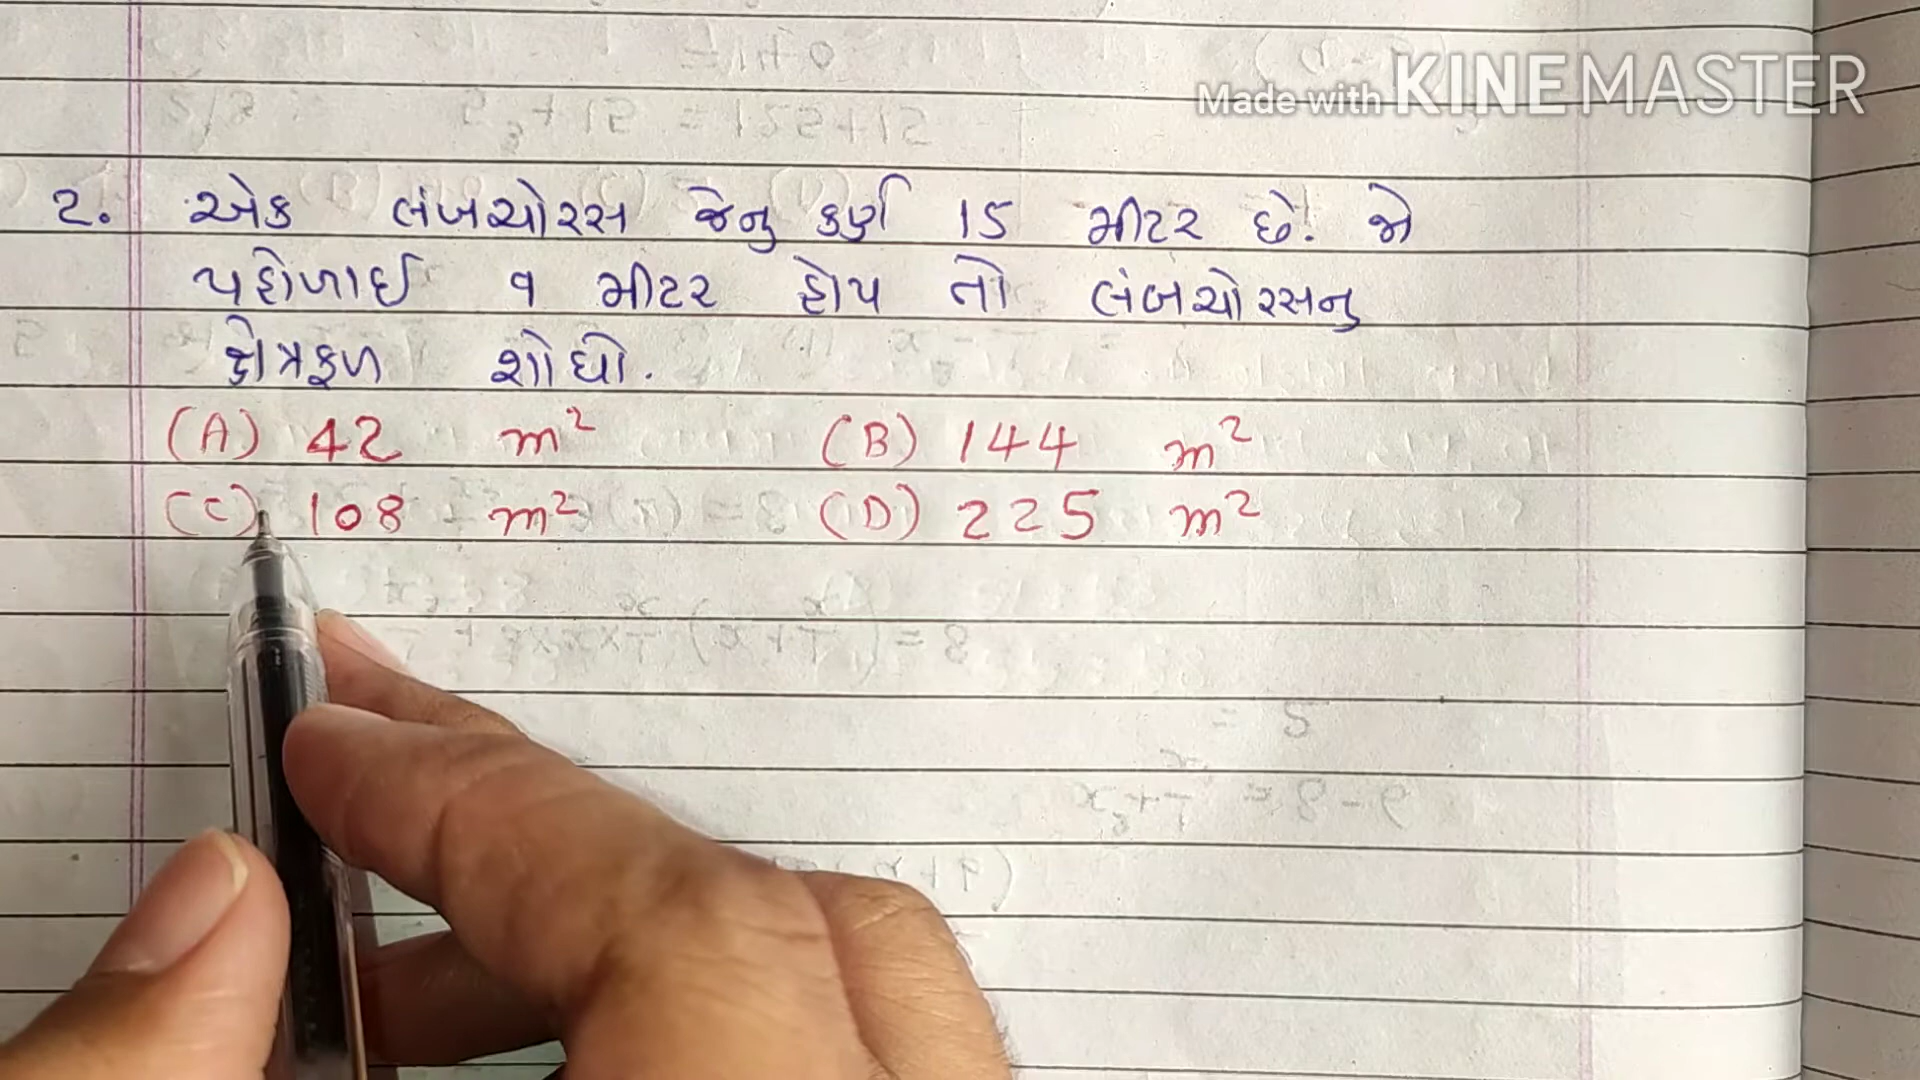 Made with KINEMASTER
2. એક લંબચોરસ જેનુ કર્ણ 15 મીટર છે. જો
પહોળાઈ 9 મીટર હોય તો લંબચોરસનુ
ક્ષેત્રફળ શોધો.
(A) 42 m² (B) 144 m²
(C) 108 m² (D) 225 m²